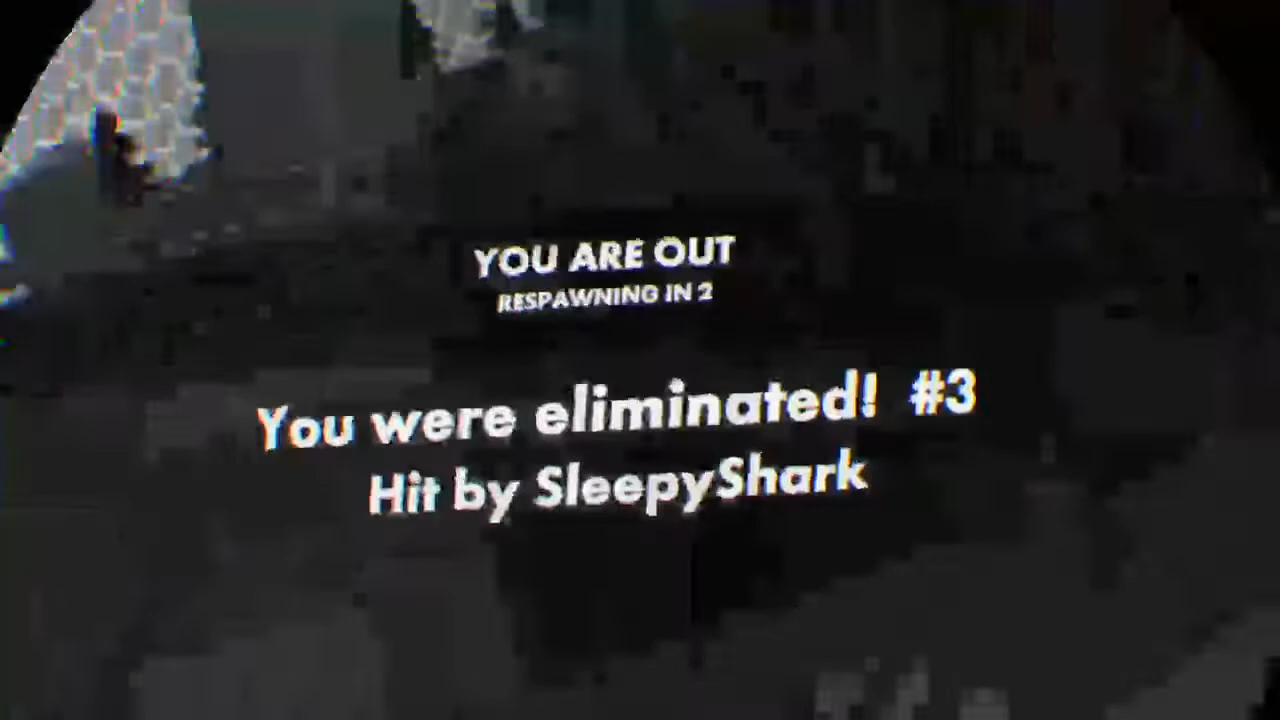 YOU ARE OUT
RESPAWNING IN 2
You were eliminated! #3
Hit by SleepyShark